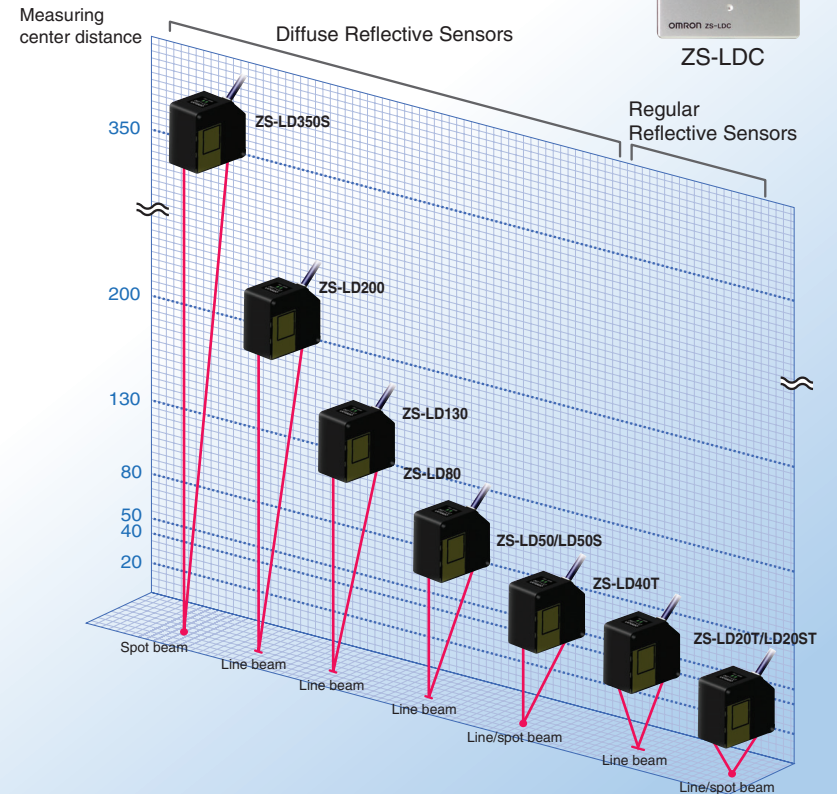 Measuring
center distance
Diffuse Reflective Sensors
OMRON ZS-LDC
ZS-LDC
Regular
Reflective Sensors
350
ZS-LD350S
200
ZS-LD200
130
ZS-LD130
80
ZS-LD80
50
40
ZS-LD50/LD50S
20
ZS-LD40T
ZS-LD20T/LD20ST
Spot beam
Line beam
Line beam
Line beam
Line/spot beam
Line beam
Line/spot beam